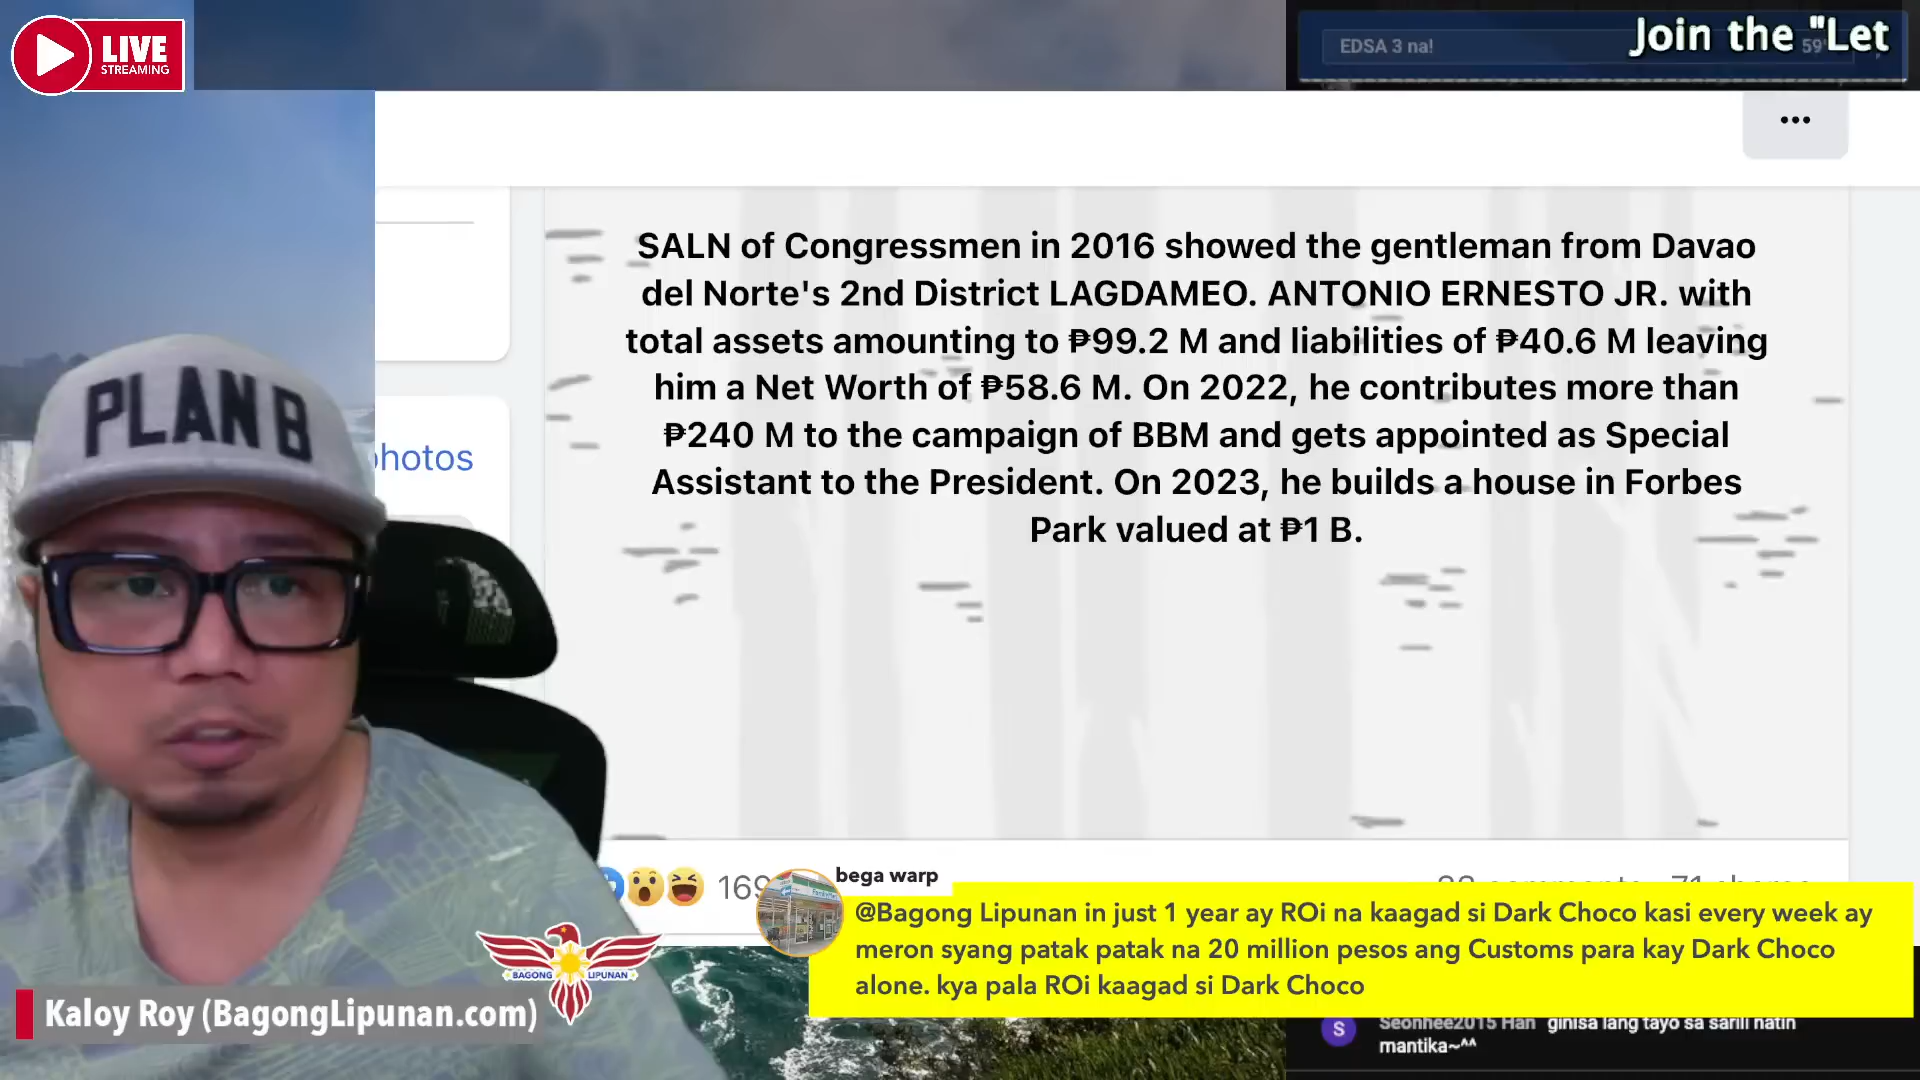 LIVE
STREAMING
EDSA 3 na!
59
Join the "Let
•••
PLAN B
photos
SALN of Congressmen in 2016 showed the gentleman from Davao
del Norte's 2nd District LAGDAMEO. ANTONIO ERNESTO JR. with
total assets amounting to ₱99.2 M and liabilities of ₱40.6 M leaving
him a Net Worth of ₱58.6 M. On 2022, he contributes more than
₱240 M to the campaign of BBM and gets appointed as Special
Assistant to the President. On 2023, he builds a house in Forbes
Park valued at ₱1 B.
169
bega warp
@Bagong Lipunan in just 1 year ay ROi na kaagad si Dark Choco kasi every week ay
meron syang patak patak na 20 million pesos ang Customs para kay Dark Choco
alone. kya pala ROi kaagad si Dark Choco
BAGONG LIPUNAN
Kaloy Roy (BagongLipunan.com)
S
Seonhee2015 Han ginisa lang tayo sa sarili natin
mantika~^^